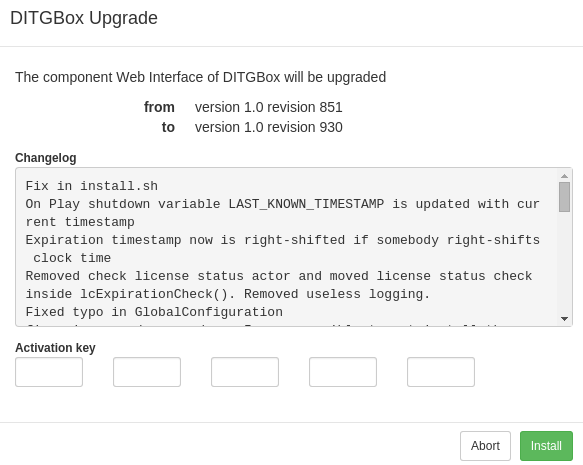 DITGBox Upgrade
The component Web Interface of DITGBox will be upgraded
from version 1.0 revision 851
to version 1.0 revision 930
Changelog
Fix in install.sh
On Play shutdown variable LAST_KNOWN_TIMESTAMP is updated with cur
rent timestamp
Expiration timestamp now is right-shifted if somebody right-shifts
clock time
Removed check license status actor and moved license status check
inside lcExpirationCheck(). Removed useless logging.
Fixed typo in GlobalConfiguration
Activation key
Abort Install